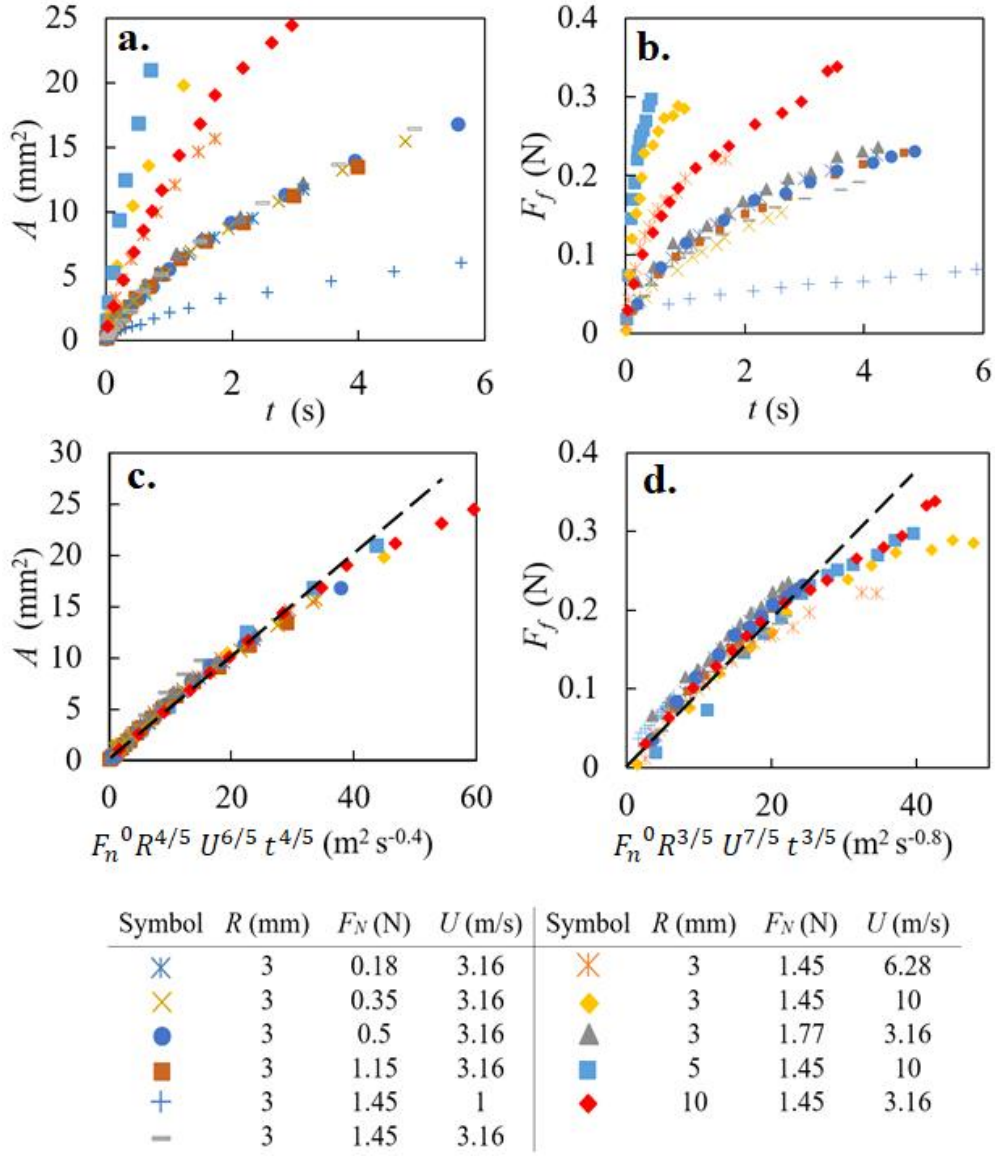 a.
25
20
15
10
5
0
A (mm²)
0 2 4 6
t (s)
b.
0.4
0.3
0.2
0.1
0
F_f (N)
0 2 4 6
t (s)
c.
30
25
20
15
10
5
0
A (mm²)
0 20 40 60
F_n^0 R^{4/5} U^{6/5} t^{4/5} (m² s^{-0.4})
d.
0.4
0.3
0.2
0.1
0
F_f (N)
0 20 40
F_n^0 R^{3/5} U^{7/5} t^{3/5} (m² s^{-0.8})
Symbol R (mm) F_N (N) U (m/s) Symbol R (mm) F_N (N) U (m/s)
3 0.18 3.16 3 1.45 6.28
3 0.35 3.16 3 1.45 10
3 0.5 3.16 3 1.77 3.16
3 1.15 3.16 5 1.45 10
3 1.45 1 10 1.45 3.16
3 1.45 3.16